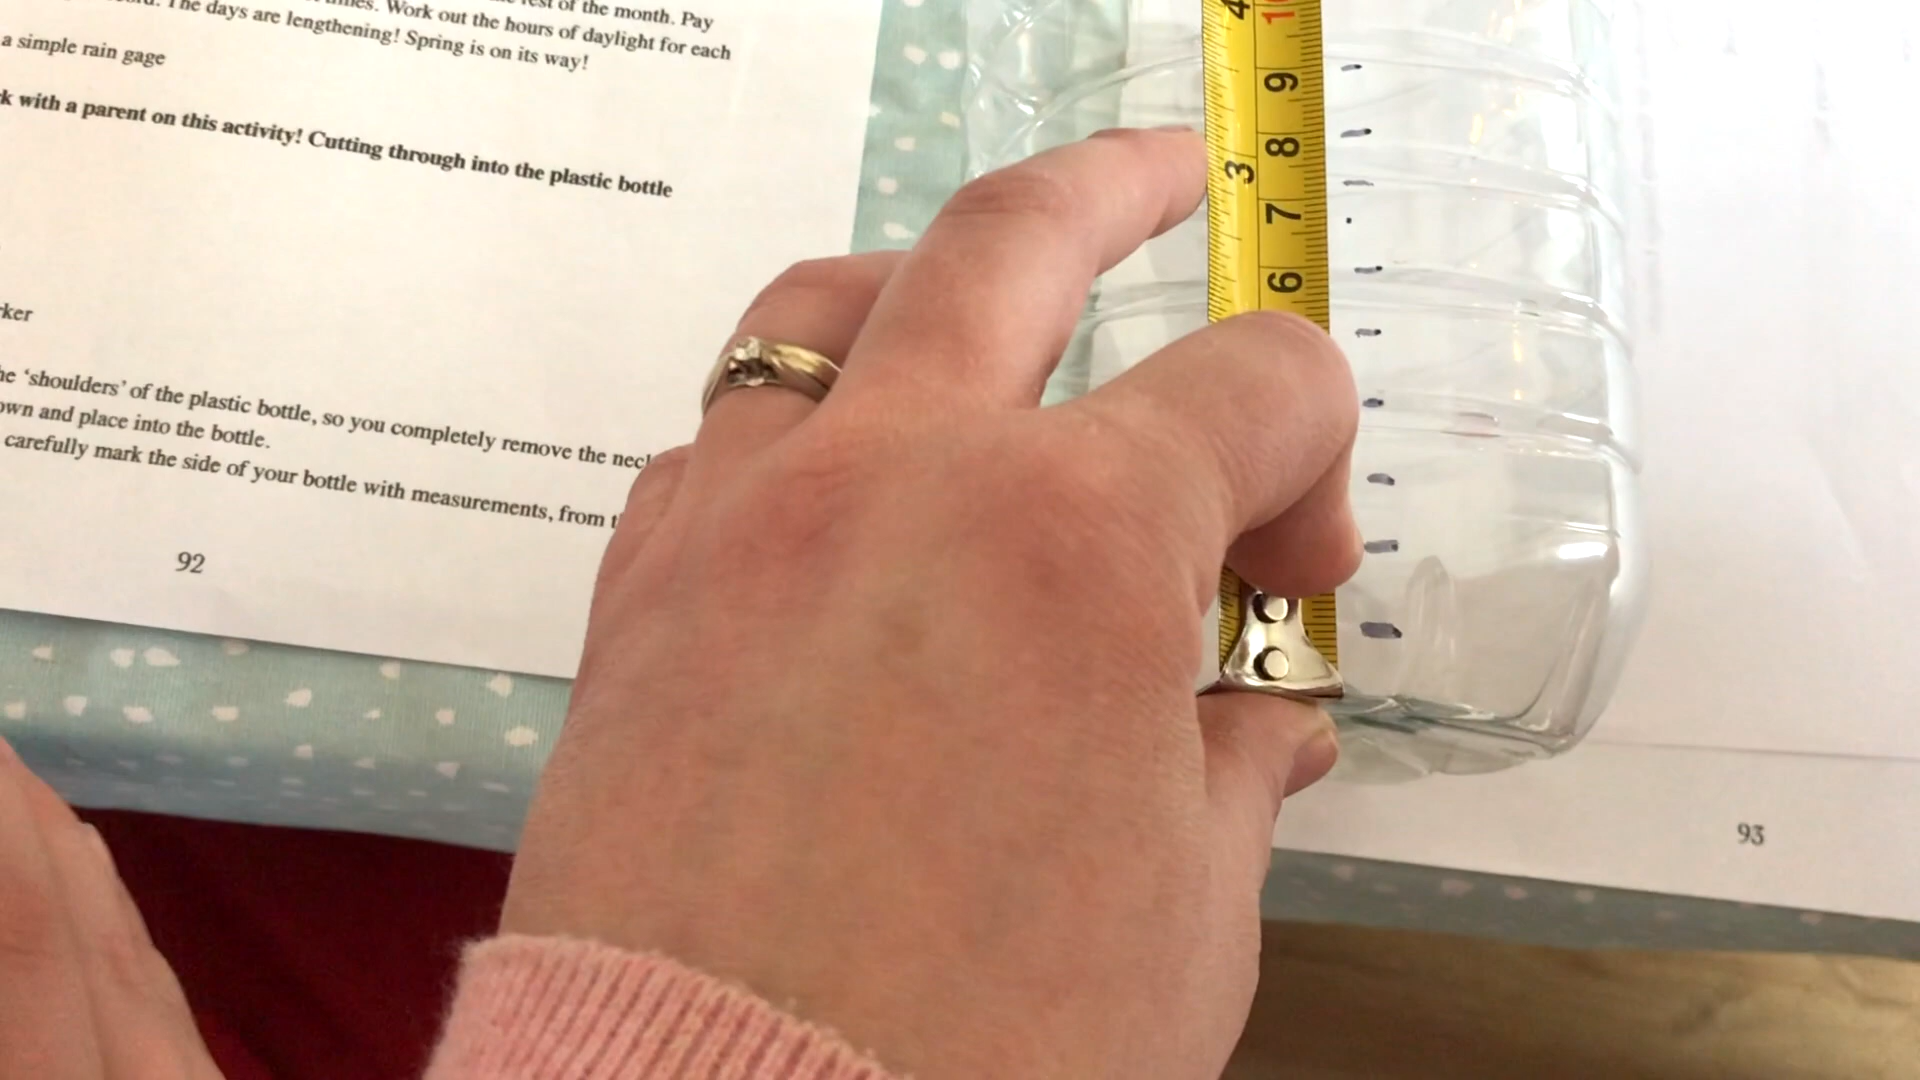 rest of the month. Pay
Work out the hours of daylight for each
The days are lengthening! Spring is on its way!
a simple rain gage
k with a parent on this activity! Cutting through into the plastic bottle
rker
he ‘shoulders’ of the plastic bottle, so you completely remove the neck
own and place into the bottle.
carefully mark the side of your bottle with measurements, from t
92
93
4
3
10
9
8
7
6